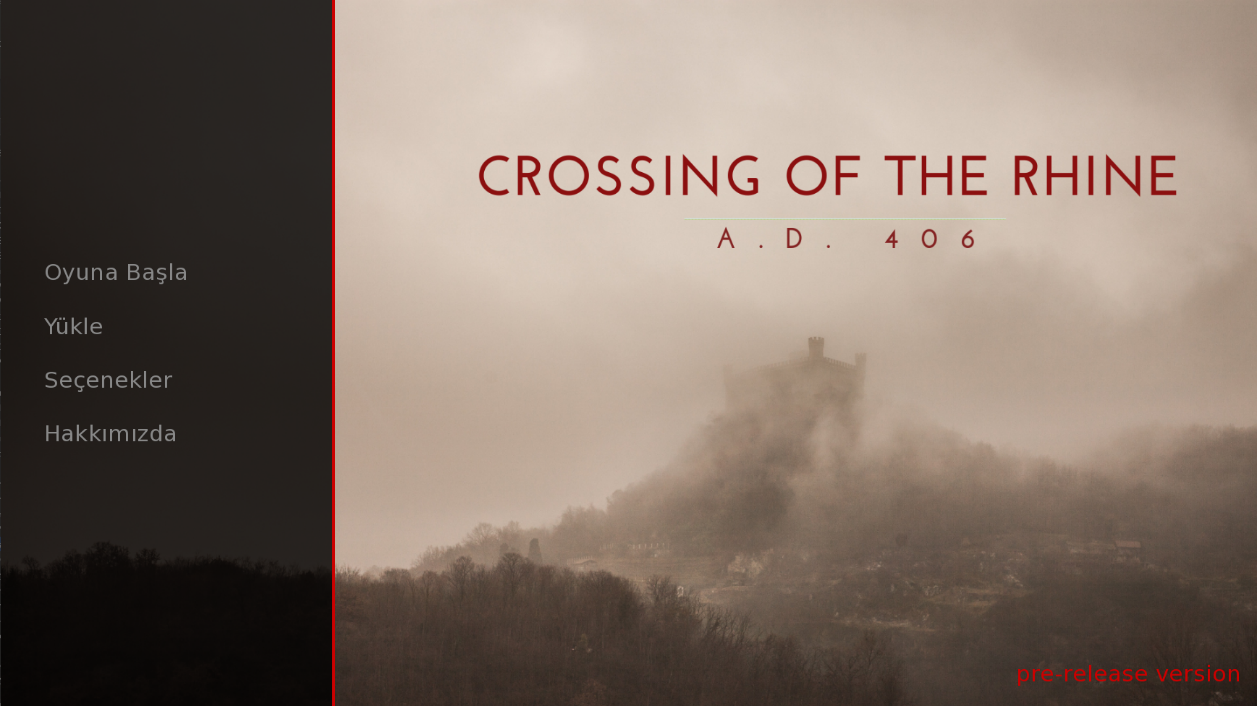 CROSSING OF THE RHINE
A.D. 406
Oyuna Başla
Yükle
Seçenekler
Hakkımızda
pre-release version